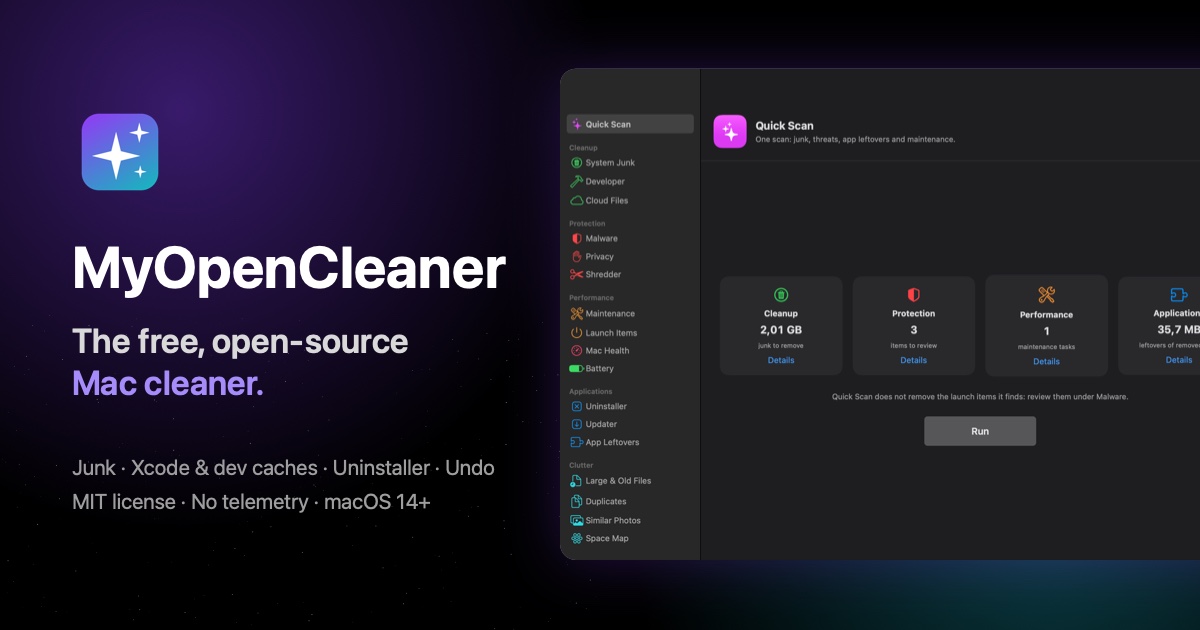 MyOpenCleaner
The free, open-source
Mac cleaner.
Junk · Xcode & dev caches · Uninstaller · Undo
MIT license · No telemetry · macOS 14+
Quick Scan
Cleanup
System Junk
Developer
Cloud Files
Protection
Malware
Privacy
Shredder
Performance
Maintenance
Launch Items
Mac Health
Battery
Applications
Uninstaller
Updater
App Leftovers
Clutter
Large & Old Files
Duplicates
Similar Photos
Space Map
Quick Scan
One scan: junk, threats, app leftovers and maintenance.
Cleanup
2,01 GB
junk to remove
Details
Protection
3
items to review
Details
Performance
1
maintenance tasks
Details
Application
35,7 MB
leftovers of remove
Details
Quick Scan does not remove the launch items it finds: review them under Malware.
Run